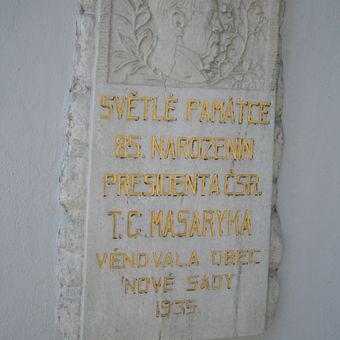 SVĚTLÉ PAMÁTCE
85. NAROZENIN
PRESIDENTA ČSR.
T.G. MASARYKA
VĚNOVALA OBEC
NOVÉ SADY
1935